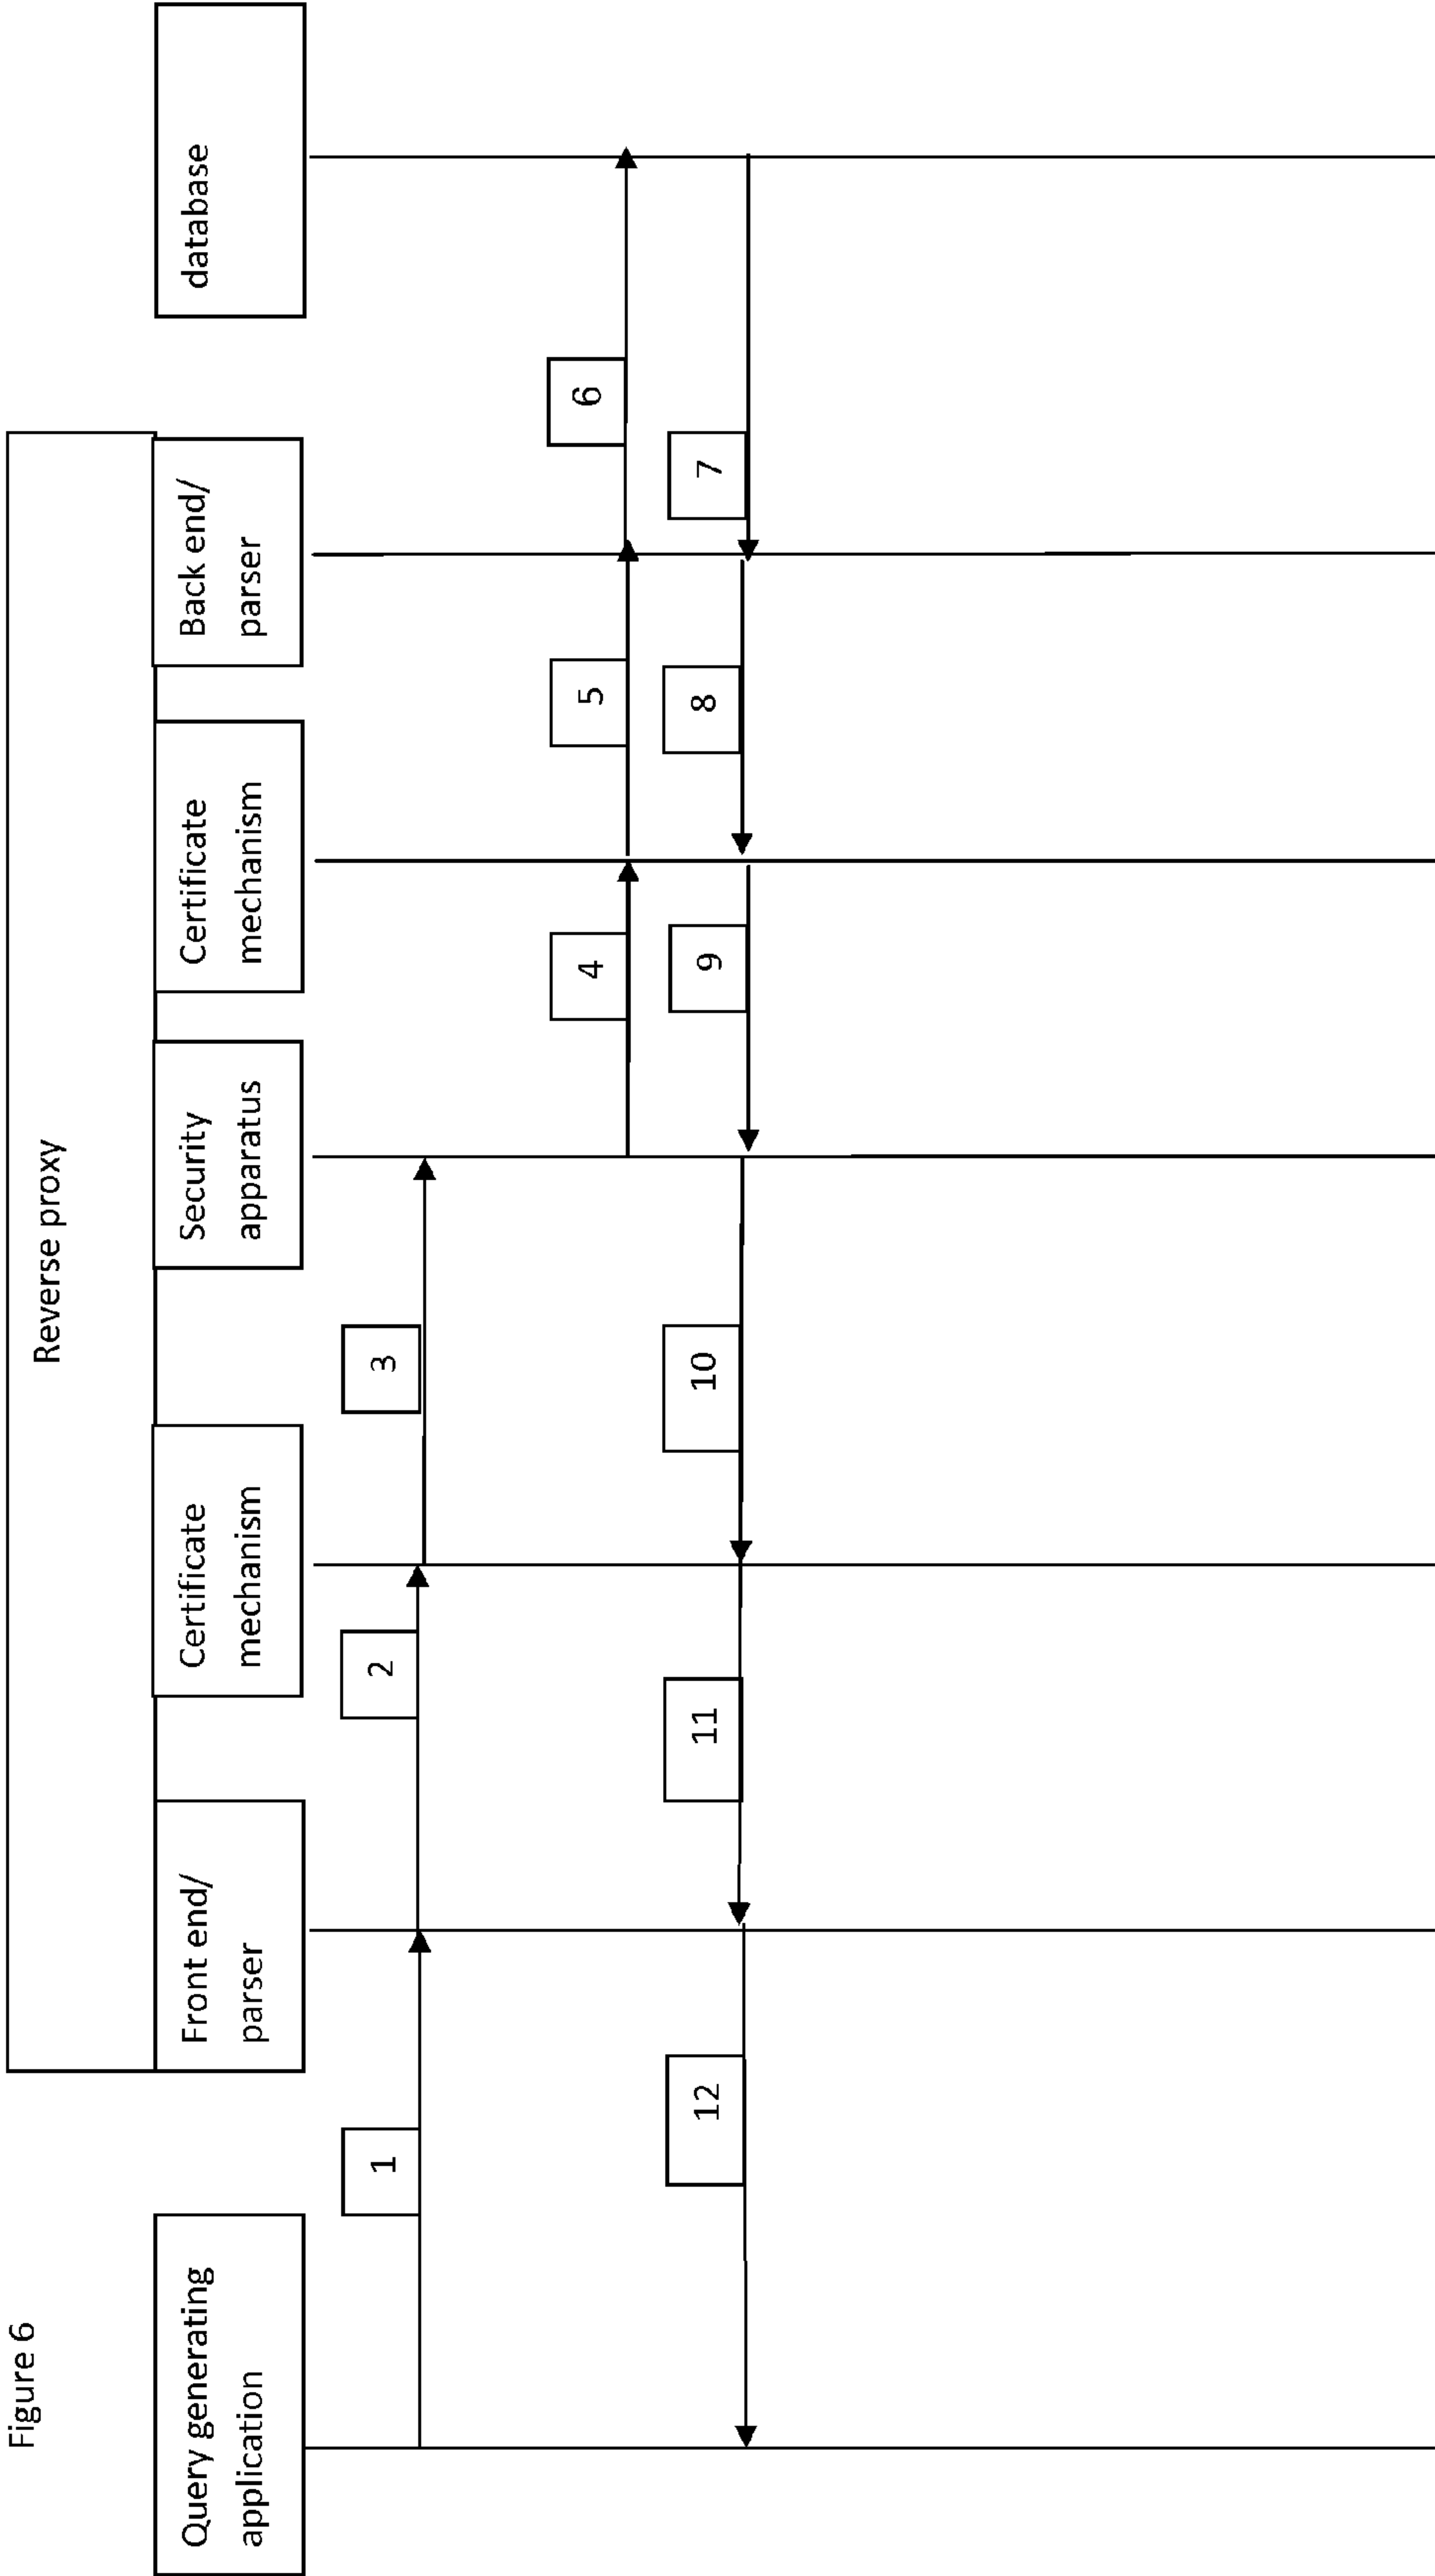 Figure 6
Reverse proxy
Query generating
application
Front end/
parser
Certificate
mechanism
Security
apparatus
Certificate
mechanism
Back end/
parser
database
1
2
3
4
5
6
7
8
9
10
11
12